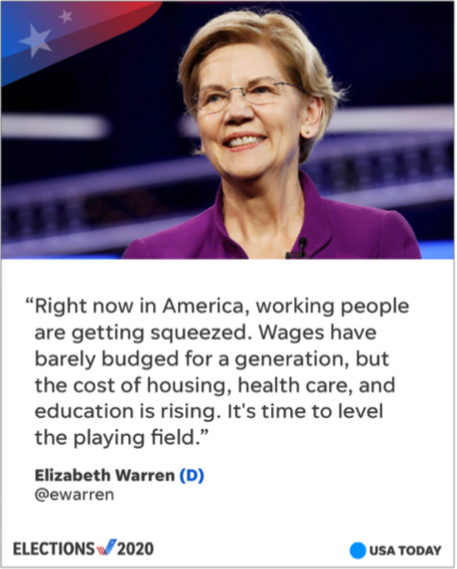 “Right now in America, working people
are getting squeezed. Wages have
barely budged for a generation, but
the cost of housing, health care, and
education is rising. It's time to level
the playing field.”
Elizabeth Warren (D)
@ewarren
ELECTIONS 2020
USA TODAY